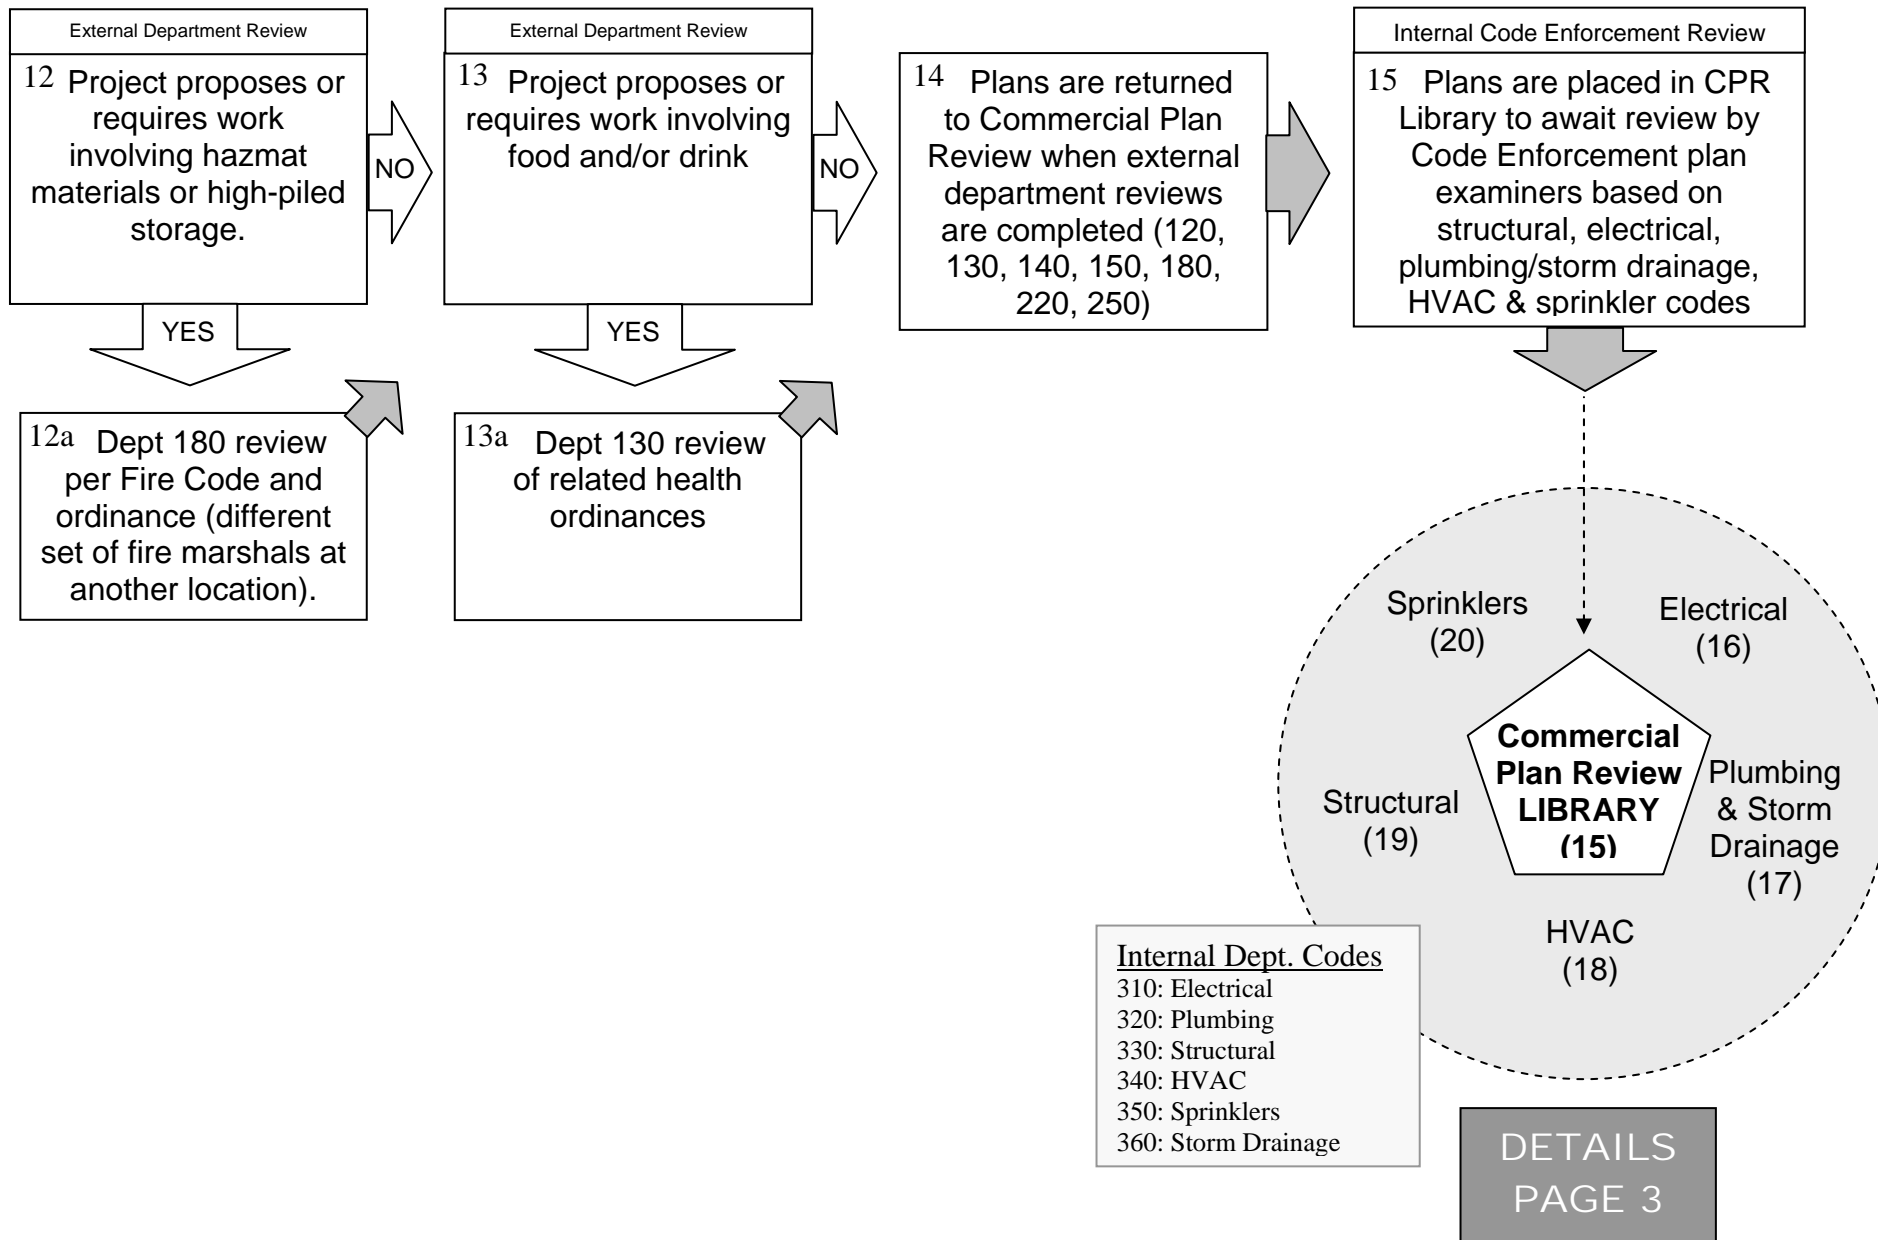 External Department Review
12 Project proposes or
requires work
involving hazmat
materials or high-piled
storage.
NO
YES
12a Dept 180 review
per Fire Code and
ordinance (different
set of fire marshals at
another location).
External Department Review
13 Project proposes or
requires work involving
food and/or drink
NO
YES
13a Dept 130 review
of related health
ordinances
14 Plans are returned
to Commercial Plan
Review when external
department reviews
are completed (120,
130, 140, 150, 180,
220, 250)
Internal Code Enforcement Review
15 Plans are placed in CPR
Library to await review by
Code Enforcement plan
examiners based on
structural, electrical,
plumbing/storm drainage,
HVAC & sprinkler codes
Sprinklers
(20)
Electrical
(16)
Commercial
Plan Review
LIBRARY
(15)
Plumbing
& Storm
Drainage
(17)
Structural
(19)
HVAC
(18)
Internal Dept. Codes
310: Electrical
320: Plumbing
330: Structural
340: HVAC
350: Sprinklers
360: Storm Drainage
DETAILS
PAGE 3